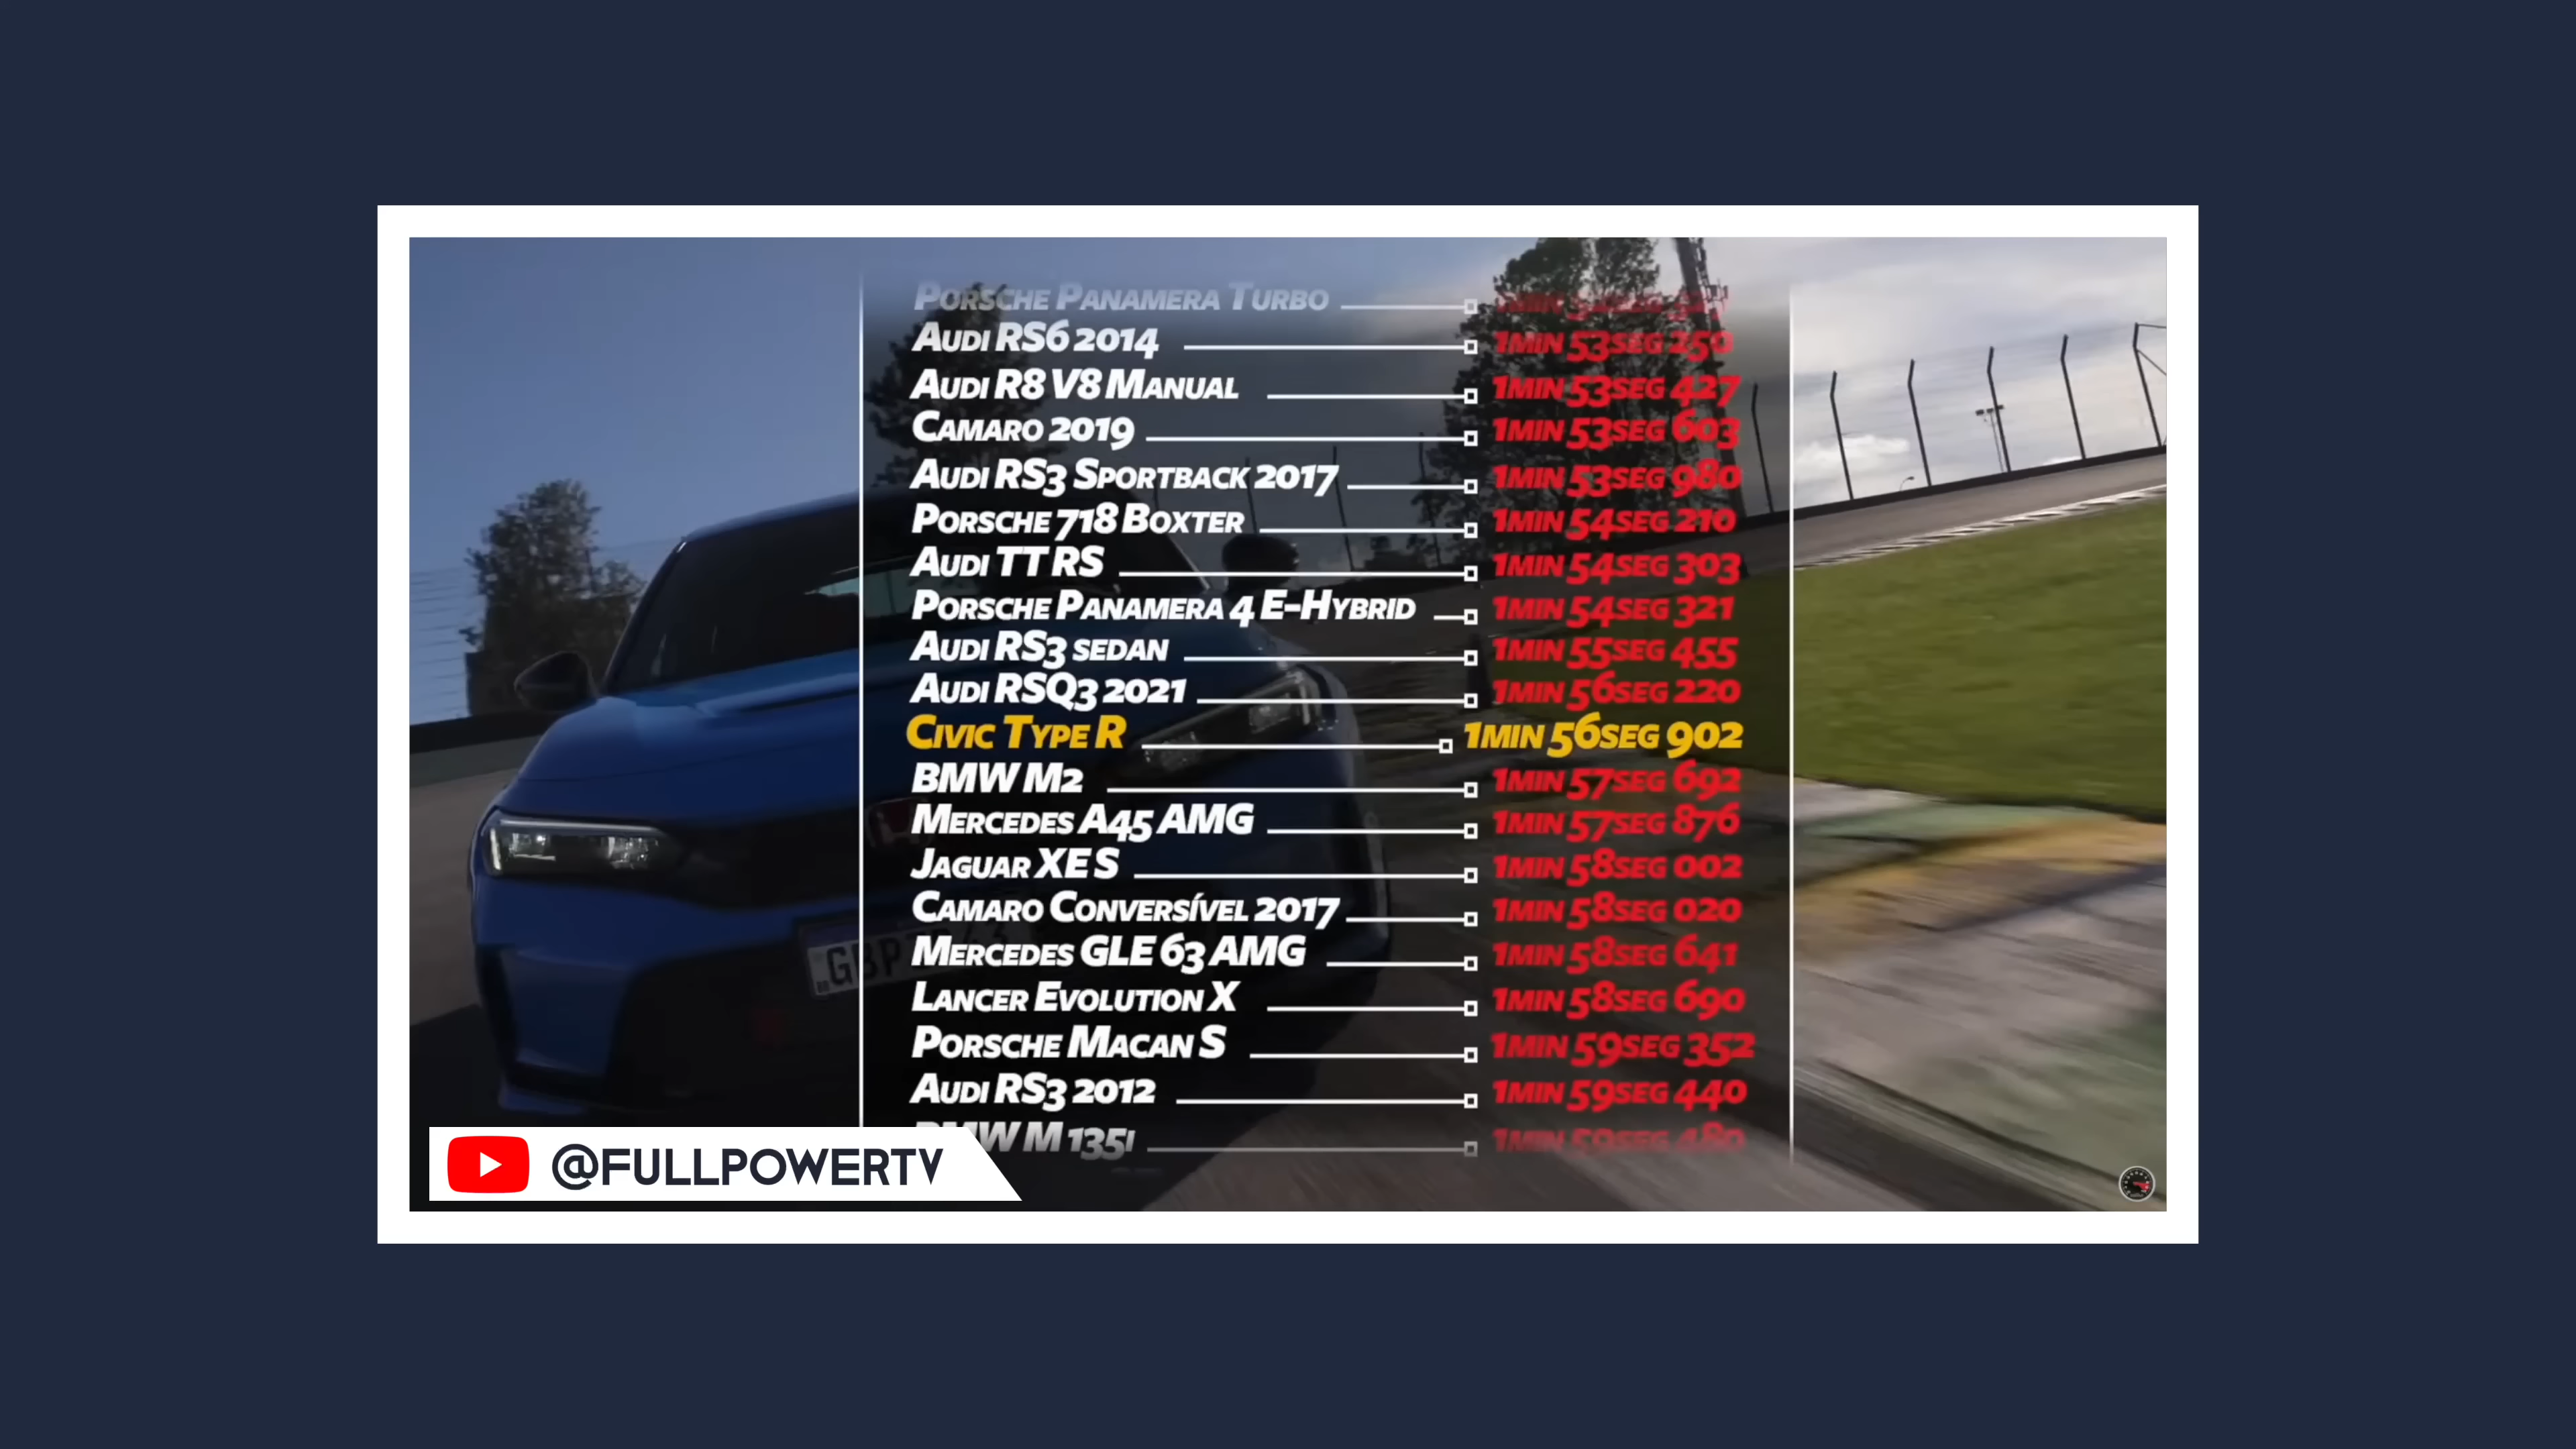 Porsche Panamera Turbo
Audi RS6 2014 1min 53seg 250
Audi R8 V8 Manual 1min 53seg 427
Camaro 2019 1min 53seg 603
Audi RS3 Sportback 2017 1min 53seg 980
Porsche 718 Boxter 1min 54seg 210
Audi TT RS 1min 54seg 303
Porsche Panamera 4 E-Hybrid 1min 54seg 321
Audi RS3 sedan 1min 55seg 455
Audi RSQ3 2021 1min 56seg 220
Civic Type R 1min 56seg 902
BMW M2 1min 57seg 692
Mercedes A45 AMG 1min 57seg 876
Jaguar XE S 1min 58seg 002
Camaro Conversível 2017 1min 58seg 020
Mercedes GLE 63 AMG 1min 58seg 641
Lancer Evolution X 1min 58seg 690
Porsche Macan S 1min 59seg 352
Audi RS3 2012 1min 59seg 440
BMW M 135i 1min 59seg 480
@FULLPOWERTV